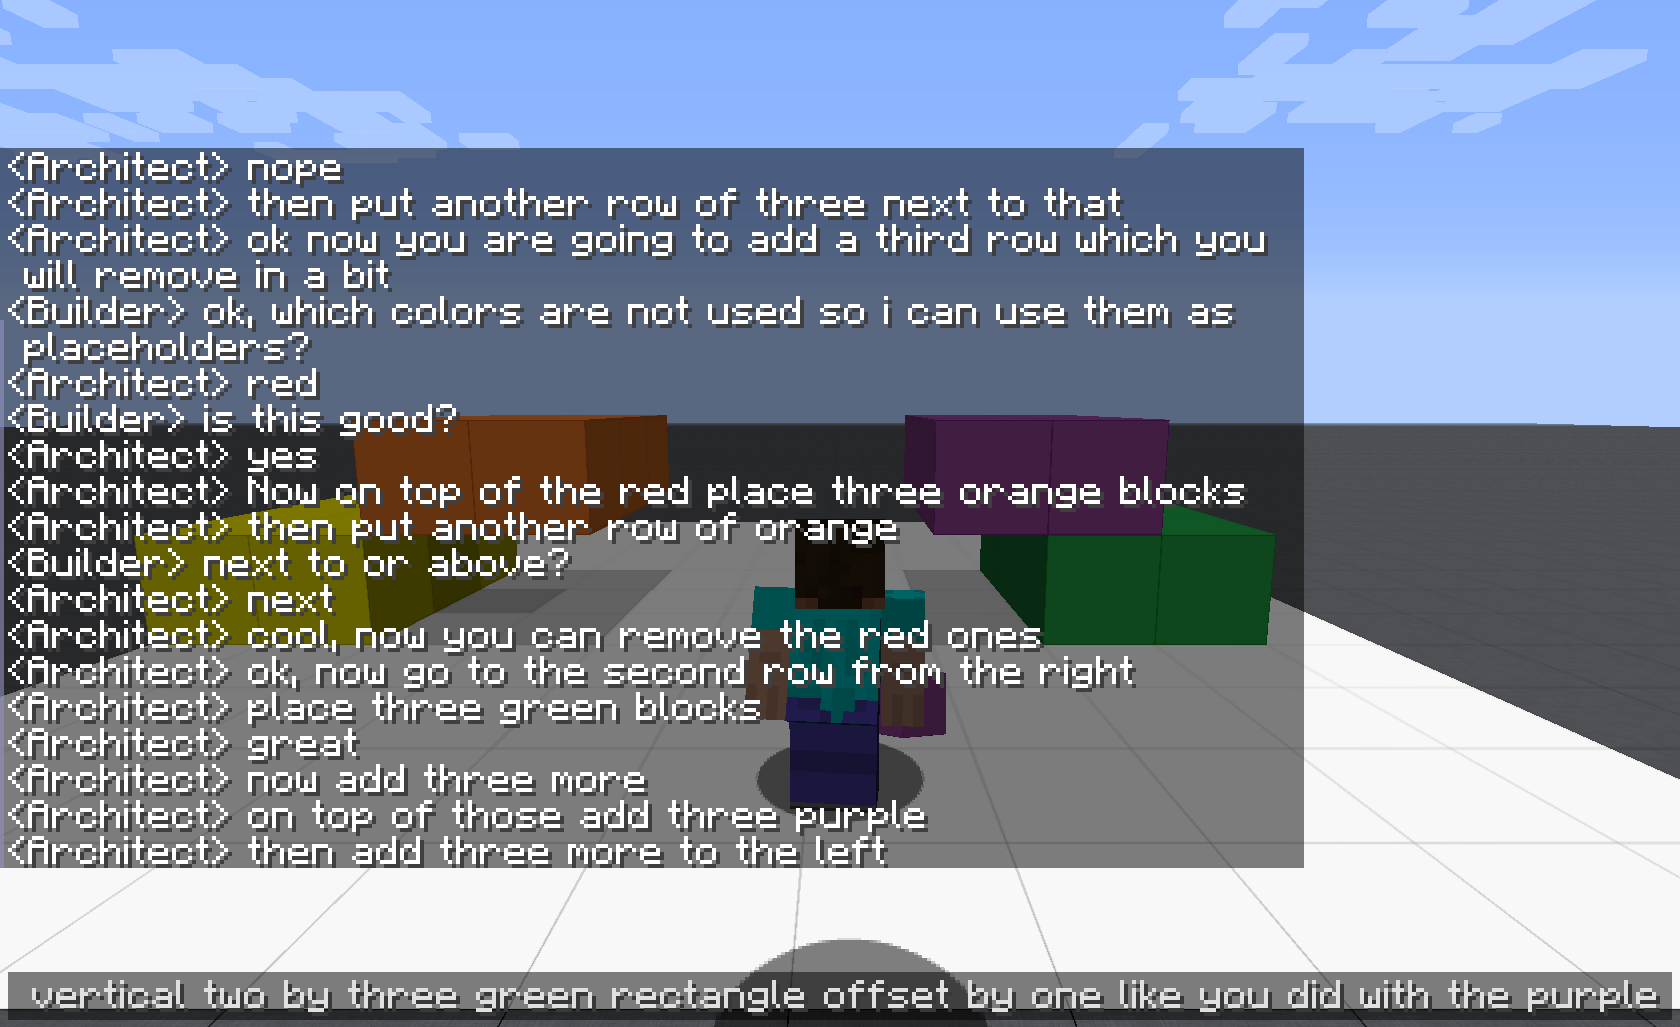 <Architect> nope
<Architect> then put another row of three next to that
<Architect> ok now you are going to add a third row which you
will remove in a bit
<Builder> ok, which colors are not used so i can use them as
placeholders?
<Architect> red
<Builder> is this good?
<Architect> yes
<Architect> Now on top of the red place three orange blocks
<Architect> then put another row of orange
<Builder> next to or above?
<Architect> next
<Architect> cool, now you can remove the red ones
<Architect> ok, now go to the second row from the right
<Architect> place three green blocks
<Architect> great
<Architect> now add three more
<Architect> on top of those add three purple
<Architect> then add three more to the left
vertical two by three green rectangle offset by one like you did with the purple